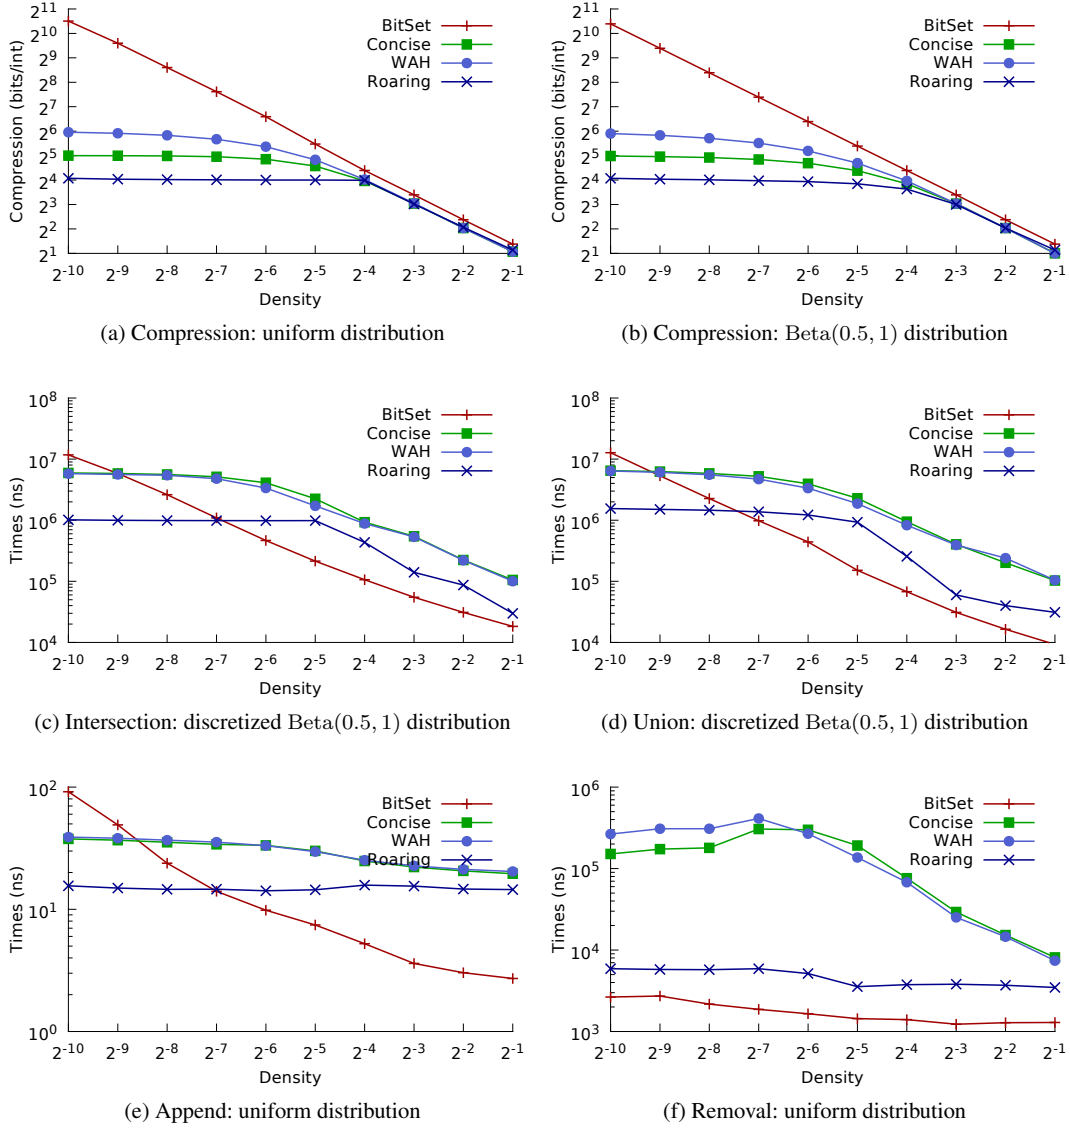 2^11
2^10
2^9
2^8
2^7
2^6
2^5
2^4
2^3
2^2
2^1
Compression (bits/int)
BitSet
Concise
WAH
Roaring
2^-10 2^-9 2^-8 2^-7 2^-6 2^-5 2^-4 2^-3 2^-2 2^-1
Density
(a) Compression: uniform distribution
2^11
2^10
2^9
2^8
2^7
2^6
2^5
2^4
2^3
2^2
2^1
Compression (bits/int)
BitSet
Concise
WAH
Roaring
2^-10 2^-9 2^-8 2^-7 2^-6 2^-5 2^-4 2^-3 2^-2 2^-1
Density
(b) Compression: Beta(0.5, 1) distribution
10^8
10^7
10^6
10^5
10^4
Times (ns)
BitSet
Concise
WAH
Roaring
2^-10 2^-9 2^-8 2^-7 2^-6 2^-5 2^-4 2^-3 2^-2 2^-1
Density
(c) Intersection: discretized Beta(0.5, 1) distribution
10^8
10^7
10^6
10^5
10^4
Times (ns)
BitSet
Concise
WAH
Roaring
2^-10 2^-9 2^-8 2^-7 2^-6 2^-5 2^-4 2^-3 2^-2 2^-1
Density
(d) Union: discretized Beta(0.5, 1) distribution
10^2
10^1
10^0
Times (ns)
BitSet
Concise
WAH
Roaring
2^-10 2^-9 2^-8 2^-7 2^-6 2^-5 2^-4 2^-3 2^-2 2^-1
Density
(e) Append: uniform distribution
10^6
10^5
10^4
10^3
Times (ns)
BitSet
Concise
WAH
Roaring
2^-10 2^-9 2^-8 2^-7 2^-6 2^-5 2^-4 2^-3 2^-2 2^-1
Density
(f) Removal: uniform distribution